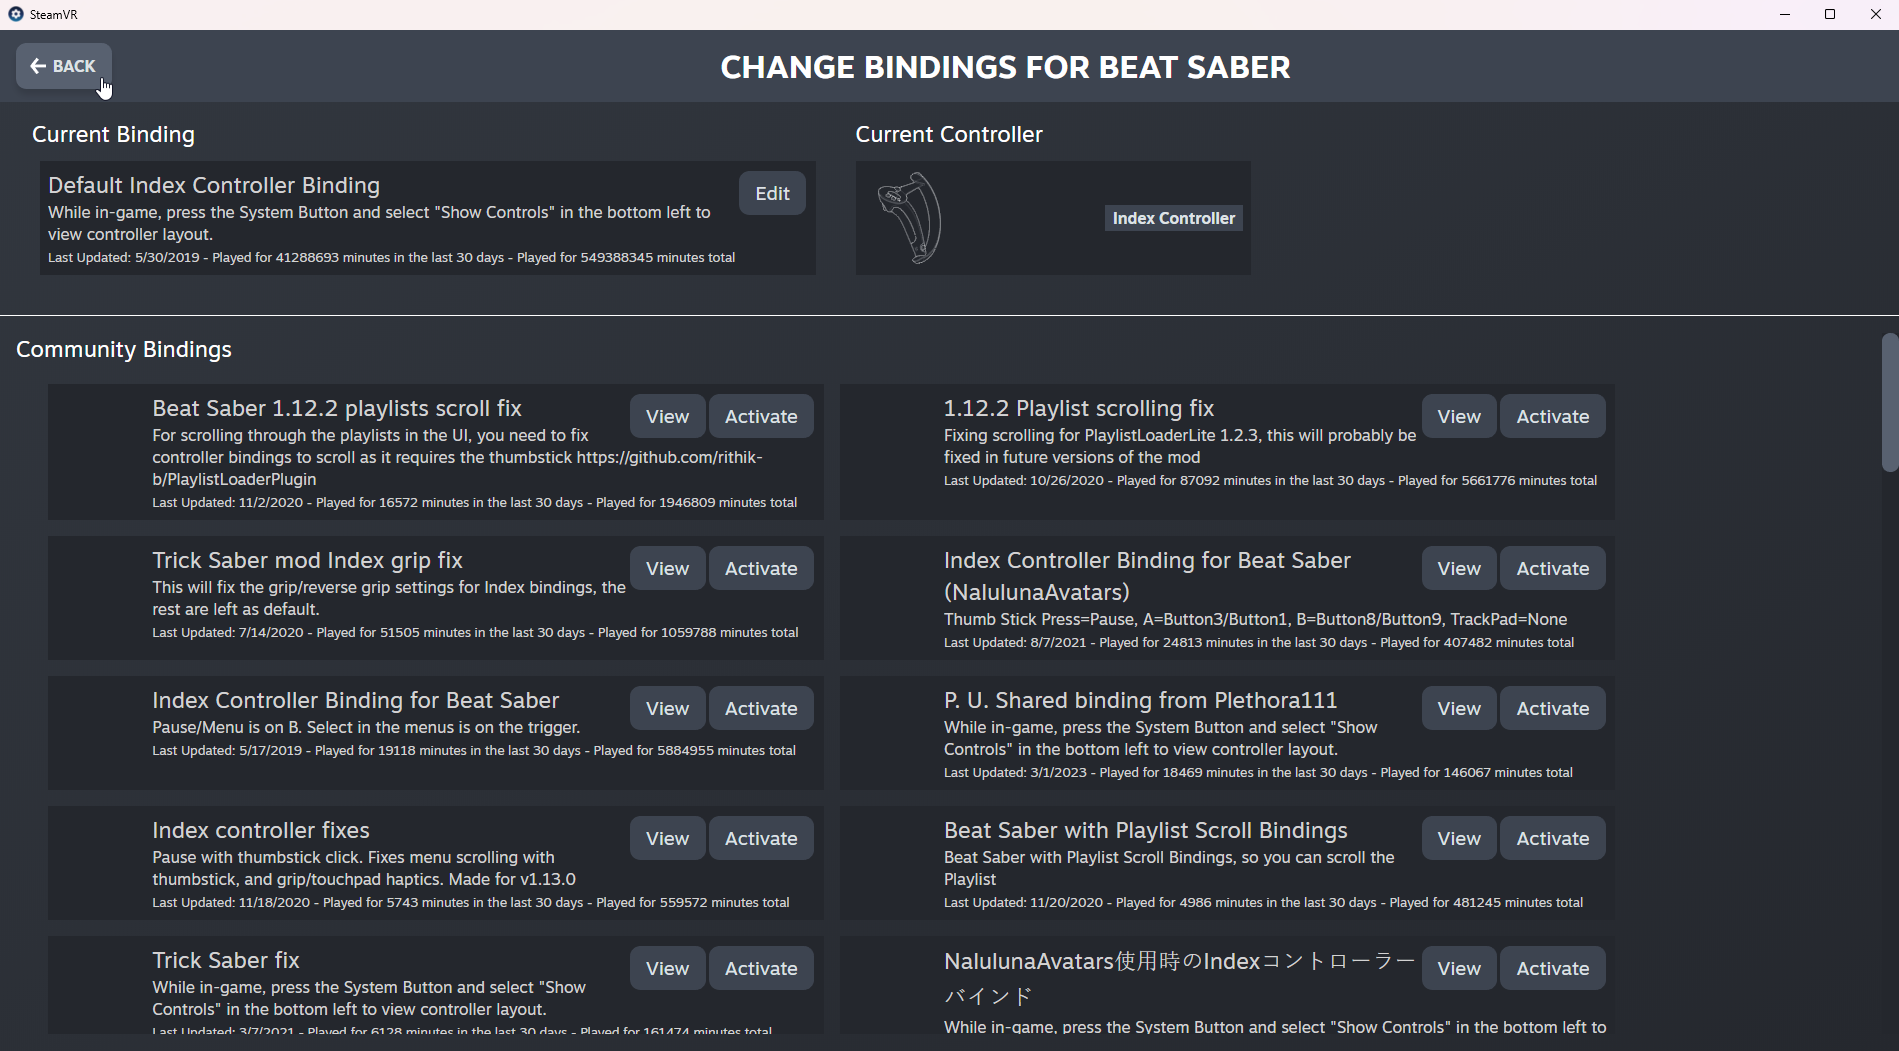 SteamVR
BACK
CHANGE BINDINGS FOR BEAT SABER
Current Binding
Default Index Controller Binding
Edit
While in-game, press the System Button and select "Show Controls" in the bottom left to
view controller layout.
Last Updated: 5/30/2019 - Played for 41288693 minutes in the last 30 days - Played for 549388345 minutes total
Current Controller
Index Controller
Community Bindings
Beat Saber 1.12.2 playlists scroll fix
View
Activate
For scrolling through the playlists in the UI, you need to fix
controller bindings to scroll as it requires the thumbstick https://github.com/rithik-
b/PlaylistLoaderPlugin
Last Updated: 11/2/2020 - Played for 16572 minutes in the last 30 days - Played for 1946809 minutes total
1.12.2 Playlist scrolling fix
View
Activate
Fixing scrolling for PlaylistLoaderLite 1.2.3, this will probably be
fixed in future versions of the mod
Last Updated: 10/26/2020 - Played for 87092 minutes in the last 30 days - Played for 5661776 minutes total
Trick Saber mod Index grip fix
View
Activate
This will fix the grip/reverse grip settings for Index bindings, the
rest are left as default.
Last Updated: 7/14/2020 - Played for 51505 minutes in the last 30 days - Played for 1059788 minutes total
Index Controller Binding for Beat Saber
(NalulunaAvatars)
View
Activate
Thumb Stick Press=Pause, A=Button3/Button1, B=Button8/Button9, TrackPad=None
Last Updated: 8/7/2021 - Played for 24813 minutes in the last 30 days - Played for 407482 minutes total
Index Controller Binding for Beat Saber
View
Activate
Pause/Menu is on B. Select in the menus is on the trigger.
Last Updated: 5/17/2019 - Played for 19118 minutes in the last 30 days - Played for 5884955 minutes total
P. U. Shared binding from Plethora111
View
Activate
While in-game, press the System Button and select "Show
Controls" in the bottom left to view controller layout.
Last Updated: 3/1/2023 - Played for 18469 minutes in the last 30 days - Played for 146067 minutes total
Index controller fixes
View
Activate
Pause with thumbstick click. Fixes menu scrolling with
thumbstick, and grip/touchpad haptics. Made for v1.13.0
Last Updated: 11/18/2020 - Played for 5743 minutes in the last 30 days - Played for 559572 minutes total
Beat Saber with Playlist Scroll Bindings
View
Activate
Beat Saber with Playlist Scroll Bindings, so you can scroll the
Playlist
Last Updated: 11/20/2020 - Played for 4986 minutes in the last 30 days - Played for 481245 minutes total
Trick Saber fix
View
Activate
While in-game, press the System Button and select "Show
Controls" in the bottom left to view controller layout.
Last Updated: 3/7/2021 - Played for 6128 minutes in the last 30 days - Played for 161474 minutes total
NalulunaAvatars使用時のIndexコントローラー
バインド
View
Activate
While in-game, press the System Button and select "Show Controls" in the bottom left to